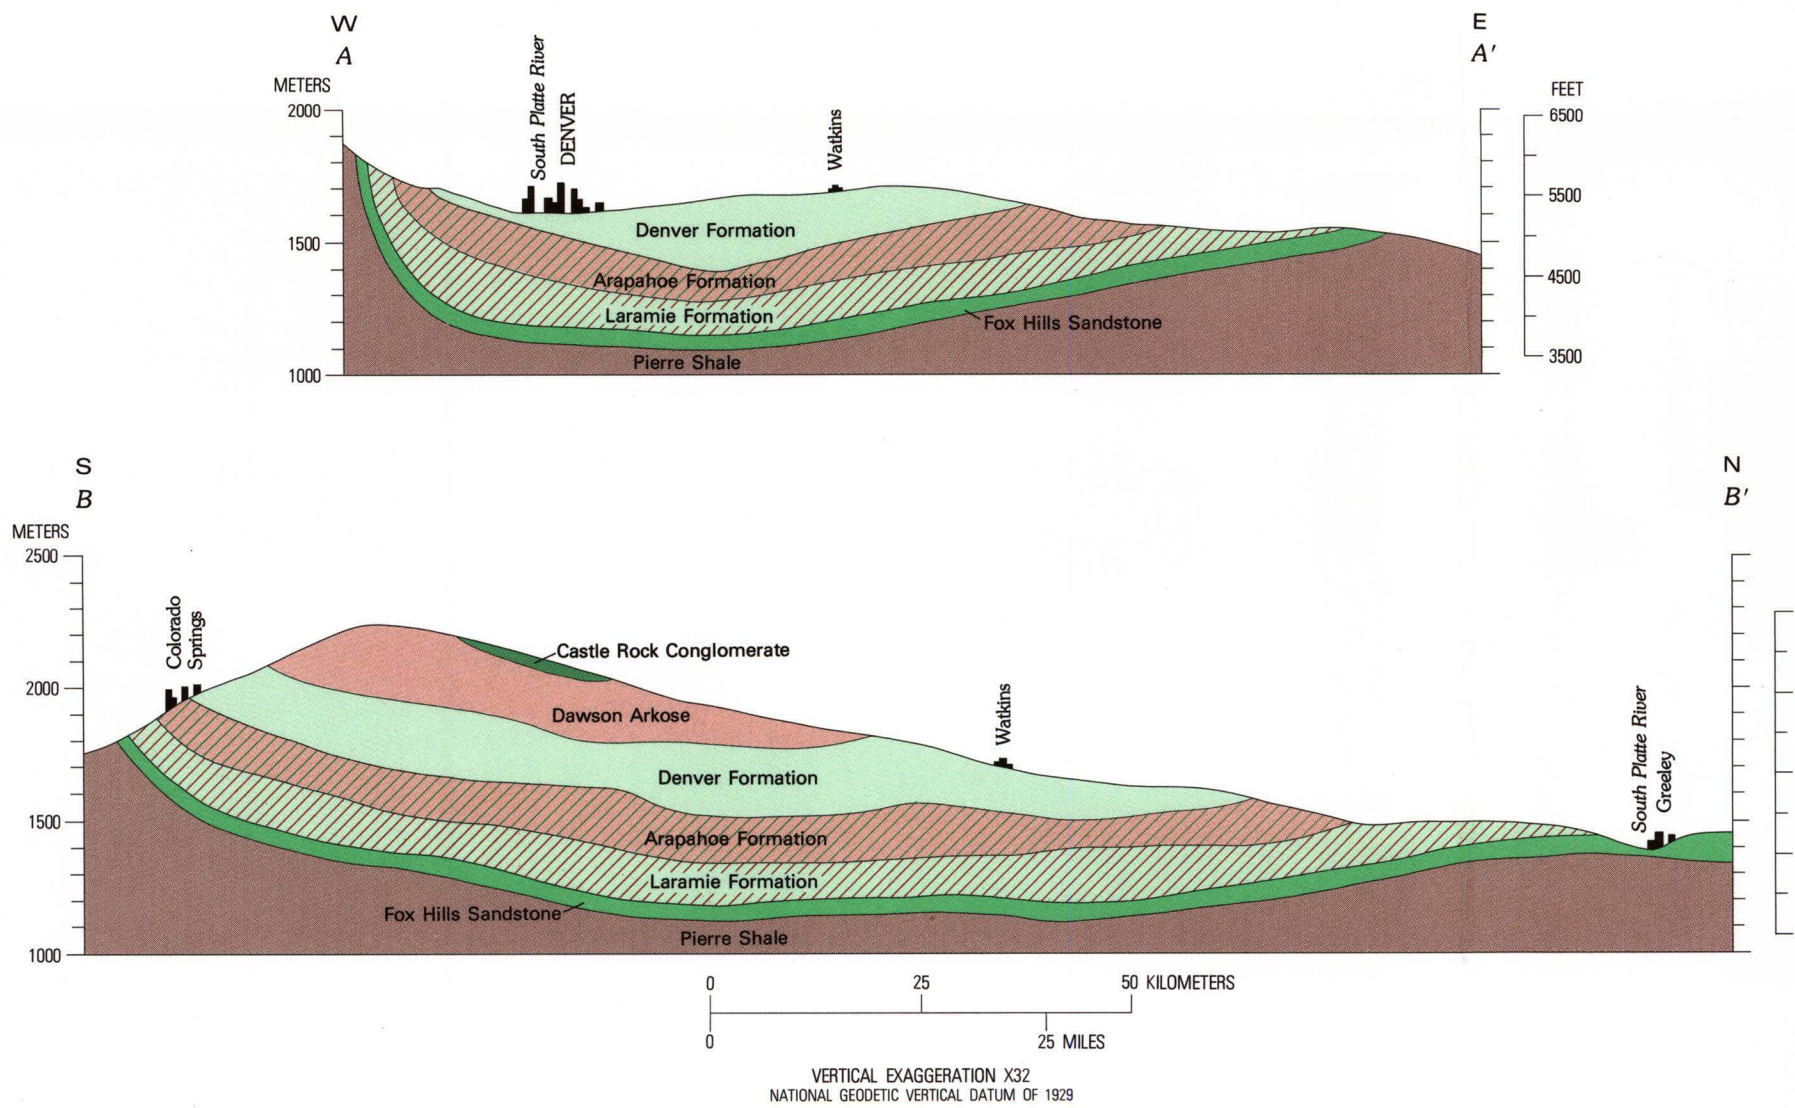 W
E
A
A'
METERS
FEET
2000
1500
1000
6500
5500
4500
3500
South Platte River
DENVER
Watkins
Denver Formation
Arapahoe Formation
Laramie Formation
Fox Hills Sandstone
Pierre Shale
S
N
B
B'
METERS
2500
2000
1500
1000
Colorado
Springs
Castle Rock Conglomerate
Dawson Arkose
Watkins
South Platte River
Greeley
Denver Formation
Arapahoe Formation
Laramie Formation
Fox Hills Sandstone
Pierre Shale
0 25 50 KILOMETERS
0 25 MILES
VERTICAL EXAGGERATION X32
NATIONAL GEODETIC VERTICAL DATUM OF 1929